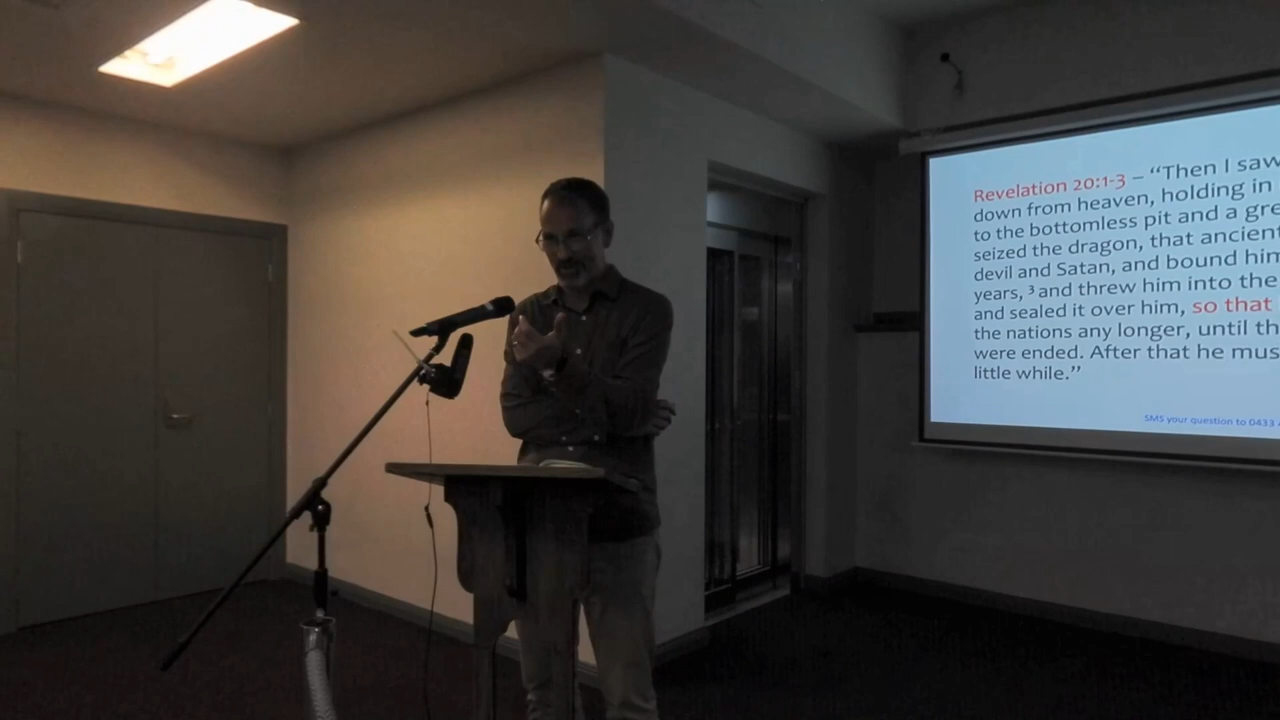 Revelation 20:1-3 – “Then I saw
down from heaven, holding in
to the bottomless pit and a gre
seized the dragon, that ancient
devil and Satan, and bound him
years, ³ and threw him into the
and sealed it over him, so that
the nations any longer, until th
were ended. After that he mus
little while.”
SMS your question to 0433